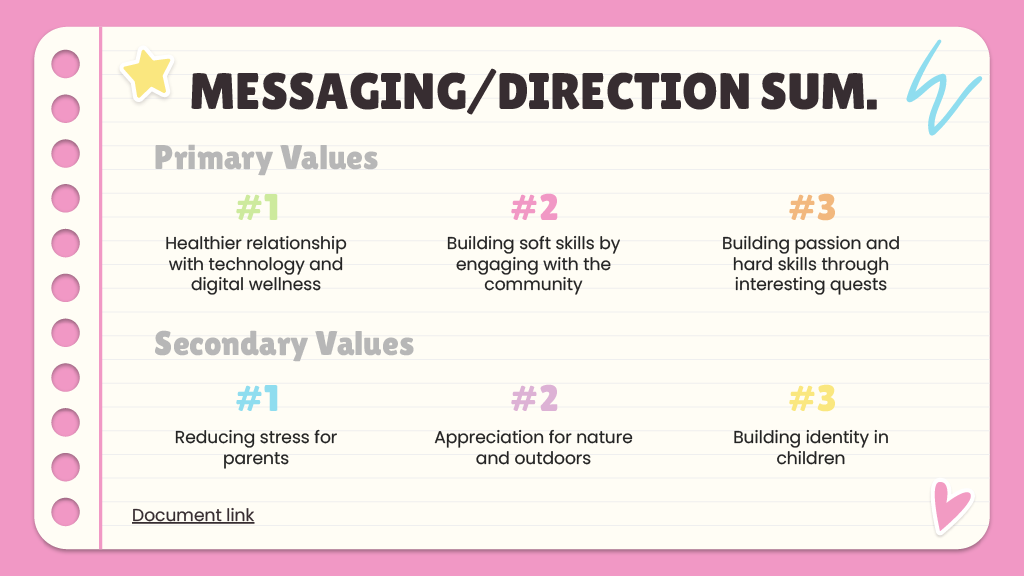 MESSAGING/DIRECTION SUM.
Primary Values
#1
Healthier relationship
with technology and
digital wellness
#2
Building soft skills by
engaging with the
community
#3
Building passion and
hard skills through
interesting quests
Secondary Values
#1
Reducing stress for
parents
#2
Appreciation for nature
and outdoors
#3
Building identity in
children
Document link